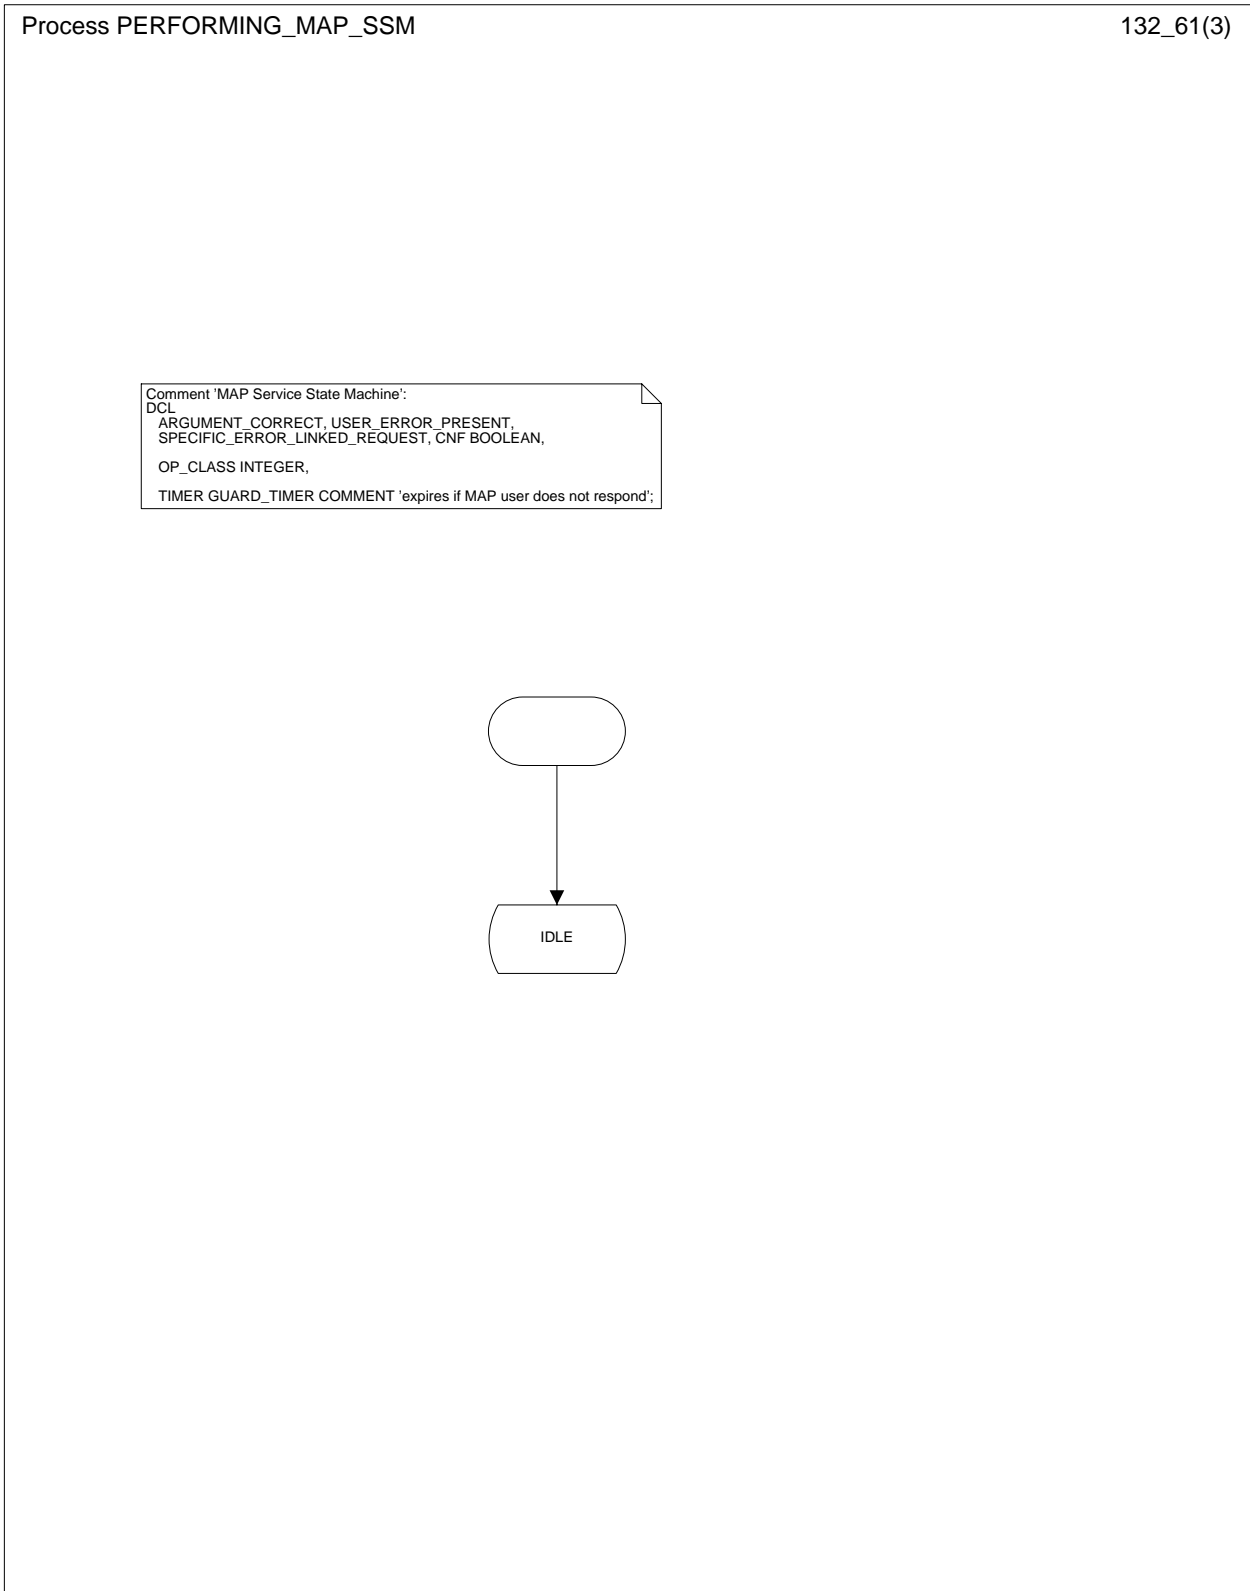 Process PERFORMING_MAP_SSM
132_61(3)
Comment ’MAP Service State Machine’:
DCL
ARGUMENT_CORRECT, USER_ERROR_PRESENT,
SPECIFIC_ERROR_LINKED_REQUEST, CNF BOOLEAN,
OP_CLASS INTEGER,
TIMER GUARD_TIMER COMMENT ’expires if MAP user does not respond’;
IDLE